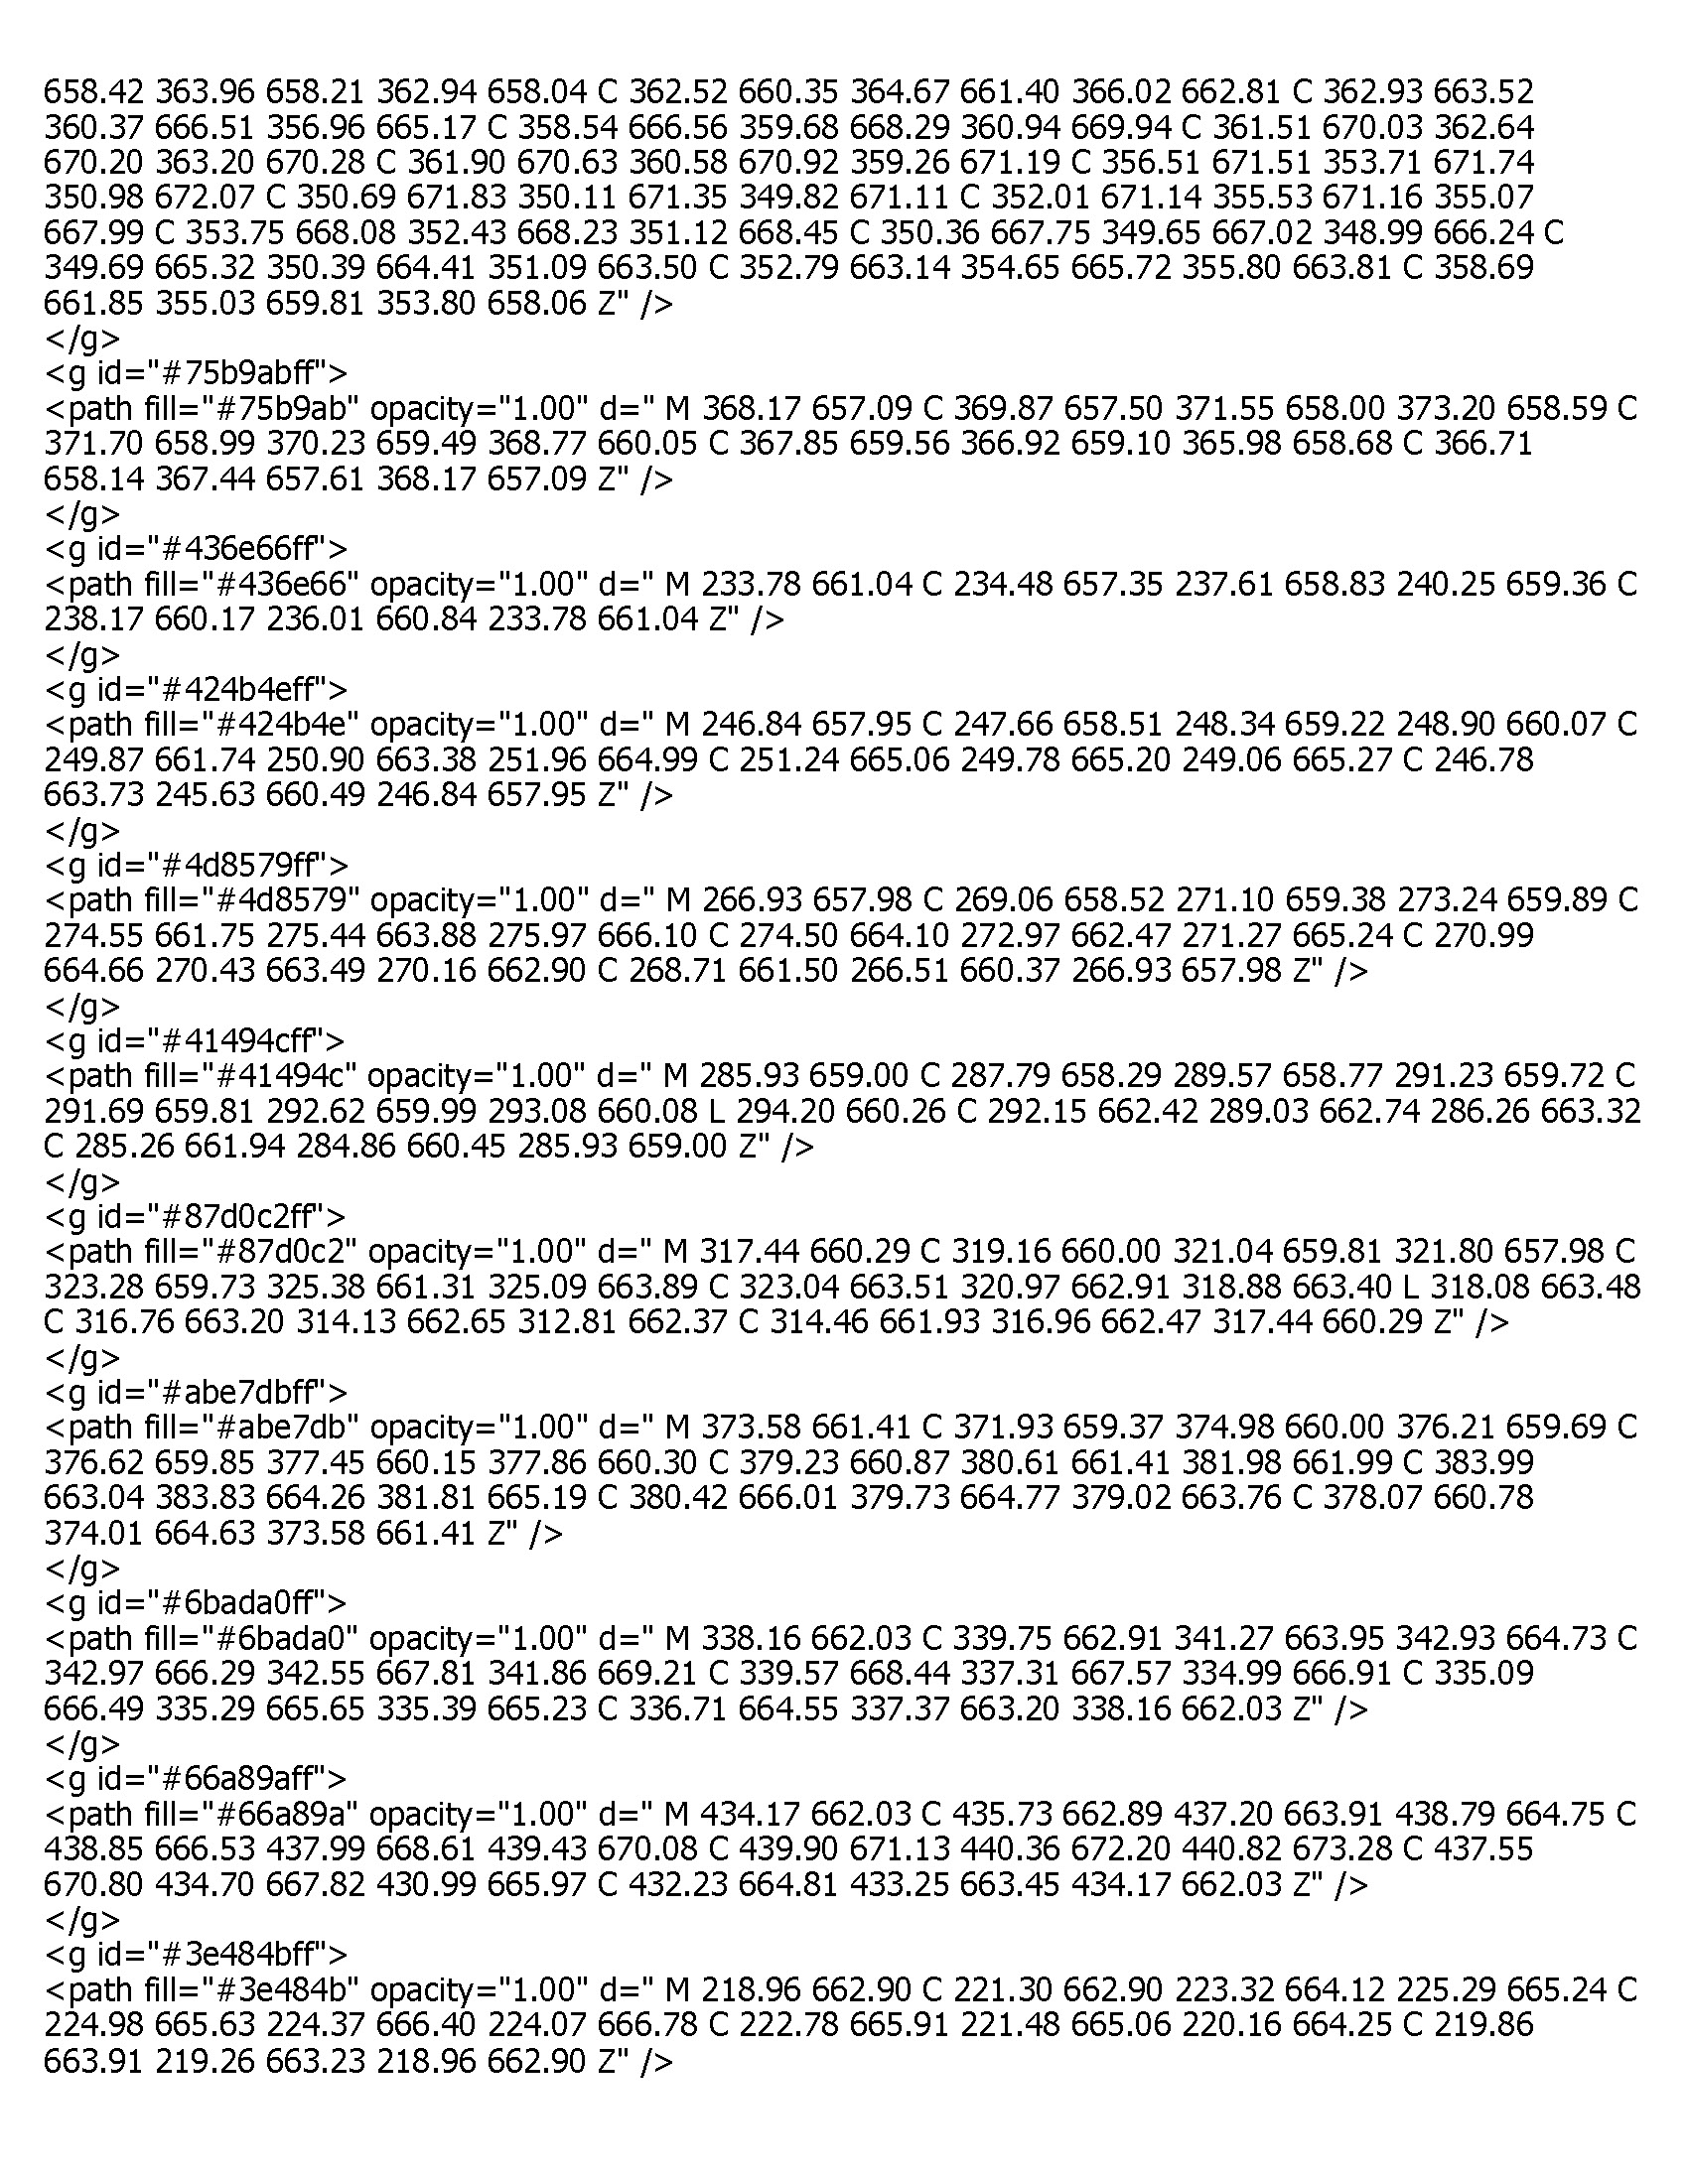 658.42 363.96 658.21 362.94 658.04 C 362.52 660.35 364.67 661.40 366.02 662.81 C 362.93 663.52
360.37 666.51 356.96 665.17 C 358.54 666.56 359.68 668.29 360.94 669.94 C 361.51 670.03 362.64
670.20 363.20 670.28 C 361.90 670.63 360.58 670.92 359.26 671.19 C 356.51 671.51 353.71 671.74
350.98 672.07 C 350.69 671.83 350.11 671.35 349.82 671.11 C 352.01 671.14 355.53 671.16 355.07
667.99 C 353.75 668.08 352.43 668.23 351.12 668.45 C 350.36 667.75 349.65 667.02 348.99 666.24 C
349.69 665.32 350.39 664.41 351.09 663.50 C 352.79 663.14 354.65 665.72 355.80 663.81 C 358.69
661.85 355.03 659.81 353.80 658.06 Z" />
</g>
<g id="#75b9abff">
<path fill="#75b9ab" opacity="1.00" d=" M 368.17 657.09 C 369.87 657.50 371.55 658.00 373.20 658.59 C
371.70 658.99 370.23 659.49 368.77 660.05 C 367.85 659.56 366.92 659.10 365.98 658.68 C 366.71
658.14 367.44 657.61 368.17 657.09 Z" />
</g>
<g id="#436e66ff">
<path fill="#436e66" opacity="1.00" d=" M 233.78 661.04 C 234.48 657.35 237.61 658.83 240.25 659.36 C
238.17 660.17 236.01 660.84 233.78 661.04 Z" />
</g>
<g id="#424b4eff">
<path fill="#424b4e" opacity="1.00" d=" M 246.84 657.95 C 247.66 658.51 248.34 659.22 248.90 660.07 C
249.87 661.74 250.90 663.38 251.96 664.99 C 251.24 665.06 249.78 665.20 249.06 665.27 C 246.78
663.73 245.63 660.49 246.84 657.95 Z" />
</g>
<g id="#4d8579ff">
<path fill="#4d8579" opacity="1.00" d=" M 266.93 657.98 C 269.06 658.52 271.10 659.38 273.24 659.89 C
274.55 661.75 275.44 663.88 275.97 666.10 C 274.50 664.10 272.97 662.47 271.27 665.24 C 270.99
664.66 270.43 663.49 270.16 662.90 C 268.71 661.50 266.51 660.37 266.93 657.98 Z" />
</g>
<g id="#41494cff">
<path fill="#41494c" opacity="1.00" d=" M 285.93 659.00 C 287.79 658.29 289.57 658.77 291.23 659.72 C
291.69 659.81 292.62 659.99 293.08 660.08 L 294.20 660.26 C 292.15 662.42 289.03 662.74 286.26 663.32
C 285.26 661.94 284.86 660.45 285.93 659.00 Z" />
</g>
<g id="#87d0c2ff">
<path fill="#87d0c2" opacity="1.00" d=" M 317.44 660.29 C 319.16 660.00 321.04 659.81 321.80 657.98 C
323.28 659.73 325.38 661.31 325.09 663.89 C 323.04 663.51 320.97 662.91 318.88 663.40 L 318.08 663.48
C 316.76 663.20 314.13 662.65 312.81 662.37 C 314.46 661.93 316.96 662.47 317.44 660.29 Z" />
</g>
<g id="#abe7dbff">
<path fill="#abe7db" opacity="1.00" d=" M 373.58 661.41 C 371.93 659.37 374.98 660.00 376.21 659.69 C
376.62 659.85 377.45 660.15 377.86 660.30 C 379.23 660.87 380.61 661.41 381.98 661.99 C 383.99
663.04 383.83 664.26 381.81 665.19 C 380.42 666.01 379.73 664.77 379.02 663.76 C 378.07 660.78
374.01 664.63 373.58 661.41 Z" />
</g>
<g id="#6bada0ff">
<path fill="#6bada0" opacity="1.00" d=" M 338.16 662.03 C 339.75 662.91 341.27 663.95 342.93 664.73 C
342.97 666.29 342.55 667.81 341.86 669.21 C 339.57 668.44 337.31 667.57 334.99 666.91 C 335.09
666.49 335.29 665.65 335.39 665.23 C 336.71 664.55 337.37 663.20 338.16 662.03 Z" />
</g>
<g id="#66a89aff">
<path fill="#66a89a" opacity="1.00" d=" M 434.17 662.03 C 435.73 662.89 437.20 663.91 438.79 664.75 C
438.85 666.53 437.99 668.61 439.43 670.08 C 439.90 671.13 440.36 672.20 440.82 673.28 C 437.55
670.80 434.70 667.82 430.99 665.97 C 432.23 664.81 433.25 663.45 434.17 662.03 Z" />
</g>
<g id="#3e484bff">
<path fill="#3e484b" opacity="1.00" d=" M 218.96 662.90 C 221.30 662.90 223.32 664.12 225.29 665.24 C
224.98 665.63 224.37 666.40 224.07 666.78 C 222.78 665.91 221.48 665.06 220.16 664.25 C 219.86
663.91 219.26 663.23 218.96 662.90 Z" />